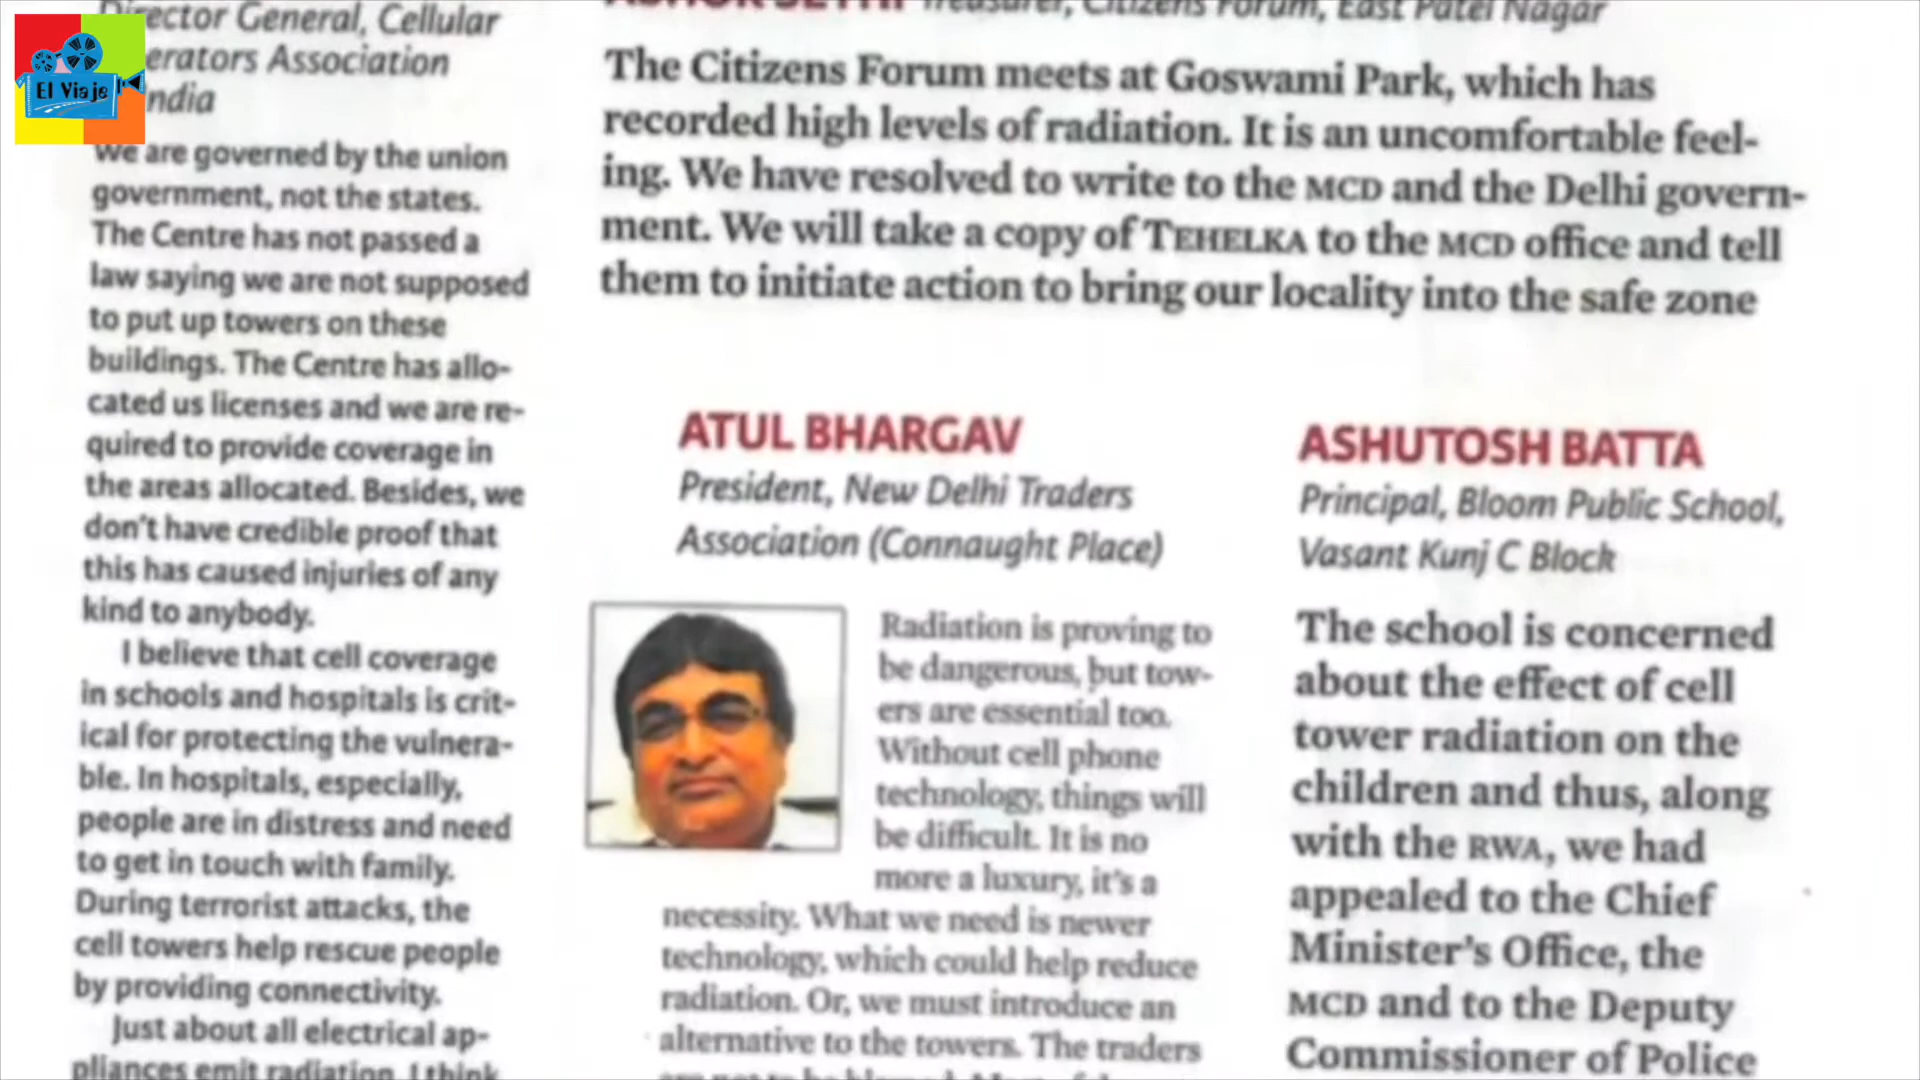 El Viaje
Director General, Cellular
erators Association
ndia
We are governed by the union
government, not the states.
The Centre has not passed a
law saying we are not supposed
to put up towers on these
buildings. The Centre has allo-
cated us licenses and we are re-
quired to provide coverage in
the areas allocated. Besides, we
don't have credible proof that
this has caused injuries of any
kind to anybody.
I believe that cell coverage
in schools and hospitals is crit-
ical for protecting the vulnera-
ble. In hospitals, especially,
people are in distress and need
to get in touch with family.
During terrorist attacks, the
cell towers help rescue people
by providing connectivity.
Just about all electrical ap-
pliances emit radiation. I think
ASHOK SETHI Treasurer, Citizens Forum, East Patel Nagar
The Citizens Forum meets at Goswami Park, which has
recorded high levels of radiation. It is an uncomfortable feel-
ing. We have resolved to write to the MCD and the Delhi govern-
ment. We will take a copy of TEHELKA to the MCD office and tell
them to initiate action to bring our locality into the safe zone
ATUL BHARGAV
President, New Delhi Traders
Association (Connaught Place)
Radiation is proving to
be dangerous, but tow-
ers are essential too.
Without cell phone
technology, things will
be difficult. It is no
more a luxury, it's a
necessity. What we need is newer
technology, which could help reduce
radiation. Or, we must introduce an
alternative to the towers. The traders
ASHUTOSH BATTA
Principal, Bloom Public School,
Vasant Kunj C Block
The school is concerned
about the effect of cell
tower radiation on the
children and thus, along
with the RWA, we had
appealed to the Chief
Minister's Office, the
MCD and to the Deputy
Commissioner of Police